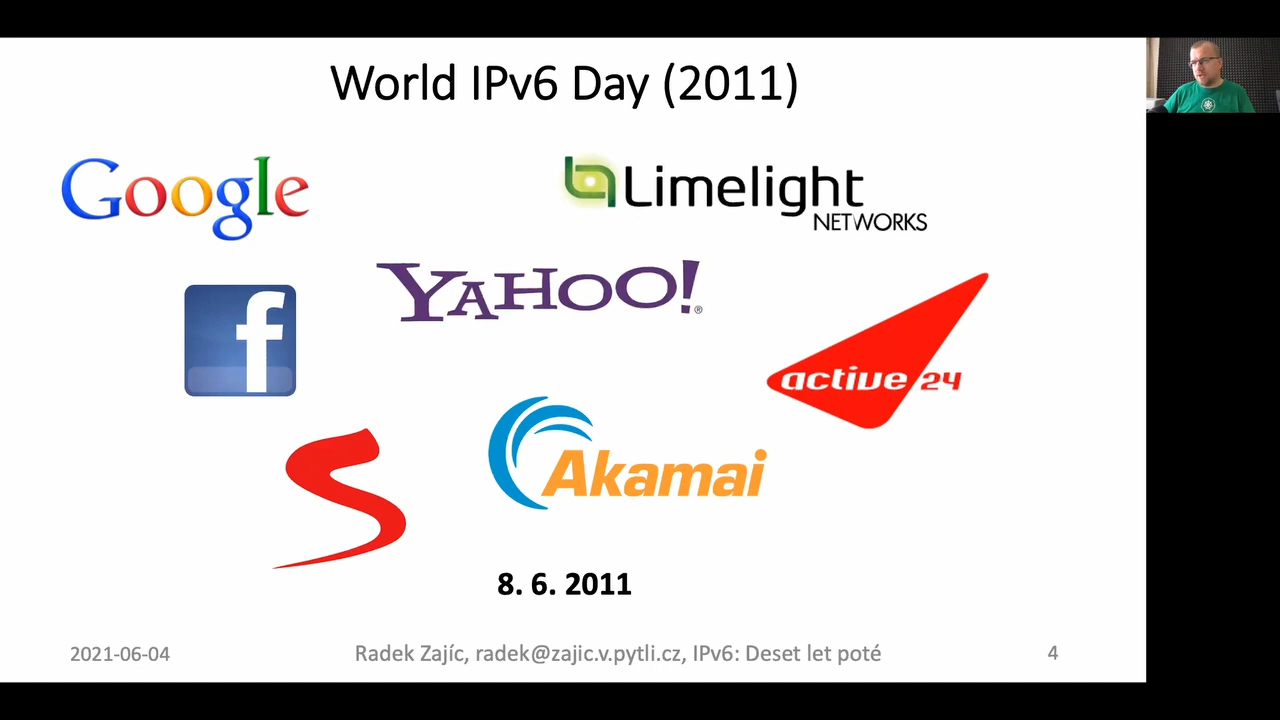 World IPv6 Day (2011)
Google
Limelight
NETWORKS
YAHOO!®
f
active 24
Akamai
S
8. 6. 2011
2021-06-04
Radek Zajíc, radek@zajic.v.pytli.cz, IPv6: Deset let poté
4